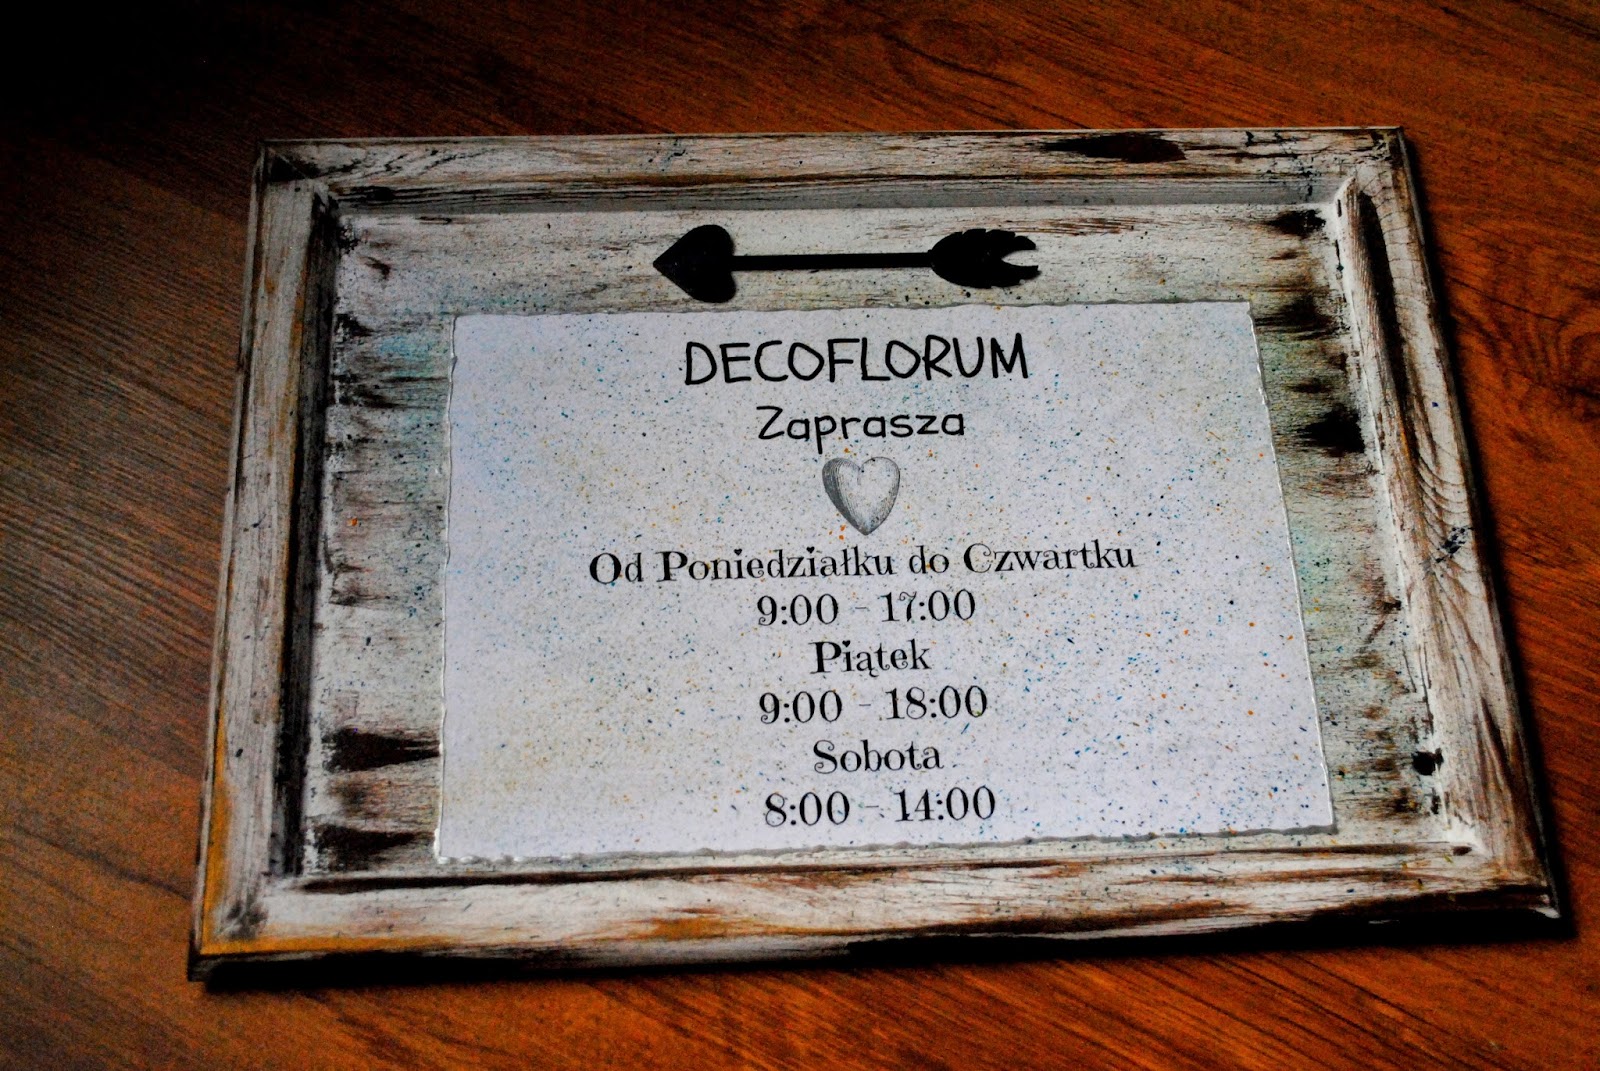 DECOFLORUM
Zaprasza
Od Poniedziałku do Czwartku
9:00 - 17:00
Piątek
9:00 - 18:00
Sobota
8:00 - 14:00